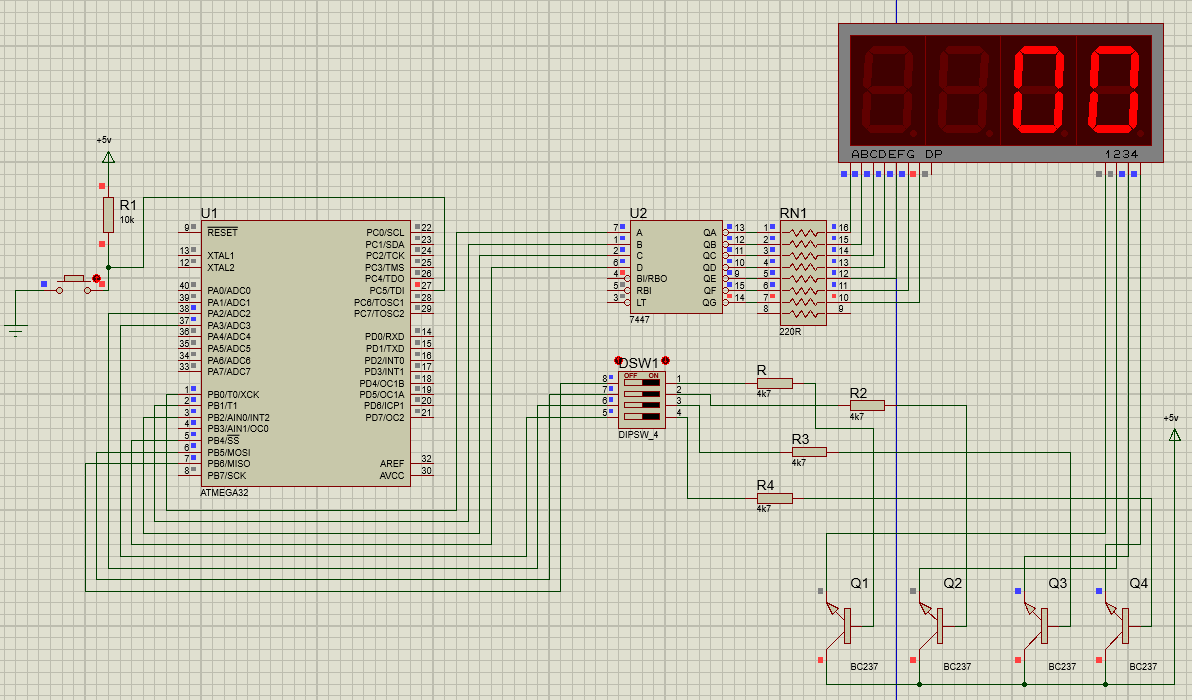 ABCDEFG DP
1234
+5v
R1
10k
U1
9
RESET
13
XTAL1
12
XTAL2
40
PA0/ADC0
39
PA1/ADC1
38
PA2/ADC2
37
PA3/ADC3
36
PA4/ADC4
35
PA5/ADC5
34
PA6/ADC6
33
PA7/ADC7
1
PB0/T0/XCK
2
PB1/T1
3
PB2/AIN0/INT2
4
PB3/AIN1/OC0
5
PB4/SS
6
PB5/MOSI
7
PB6/MISO
8
PB7/SCK
PC0/SCL
22
PC1/SDA
23
PC2/TCK
24
PC3/TMS
25
PC4/TDO
26
PC5/TDI
27
PC6/TOSC1
28
PC7/TOSC2
29
PD0/RXD
14
PD1/TXD
15
PD2/INT0
16
PD3/INT1
17
PD4/OC1B
18
PD5/OC1A
19
PD6/ICP1
20
PD7/OC2
21
AREF
32
AVCC
30
ATMEGA32
U2
7
A
1
B
2
C
6
D
4
BI/RBO
5
RBI
3
LT
QA
13
QB
12
QC
11
QD
10
QE
9
QF
15
QG
14
7447
RN1
1
16
2
15
3
14
4
13
5
12
6
11
7
10
8
9
220R
DSW1
OFF ON
8
1
7
2
6
3
5
4
DIPSW_4
R
4k7
R2
4k7
R3
4k7
R4
4k7
+5v
Q1
BC237
Q2
BC237
Q3
BC237
Q4
BC237
00